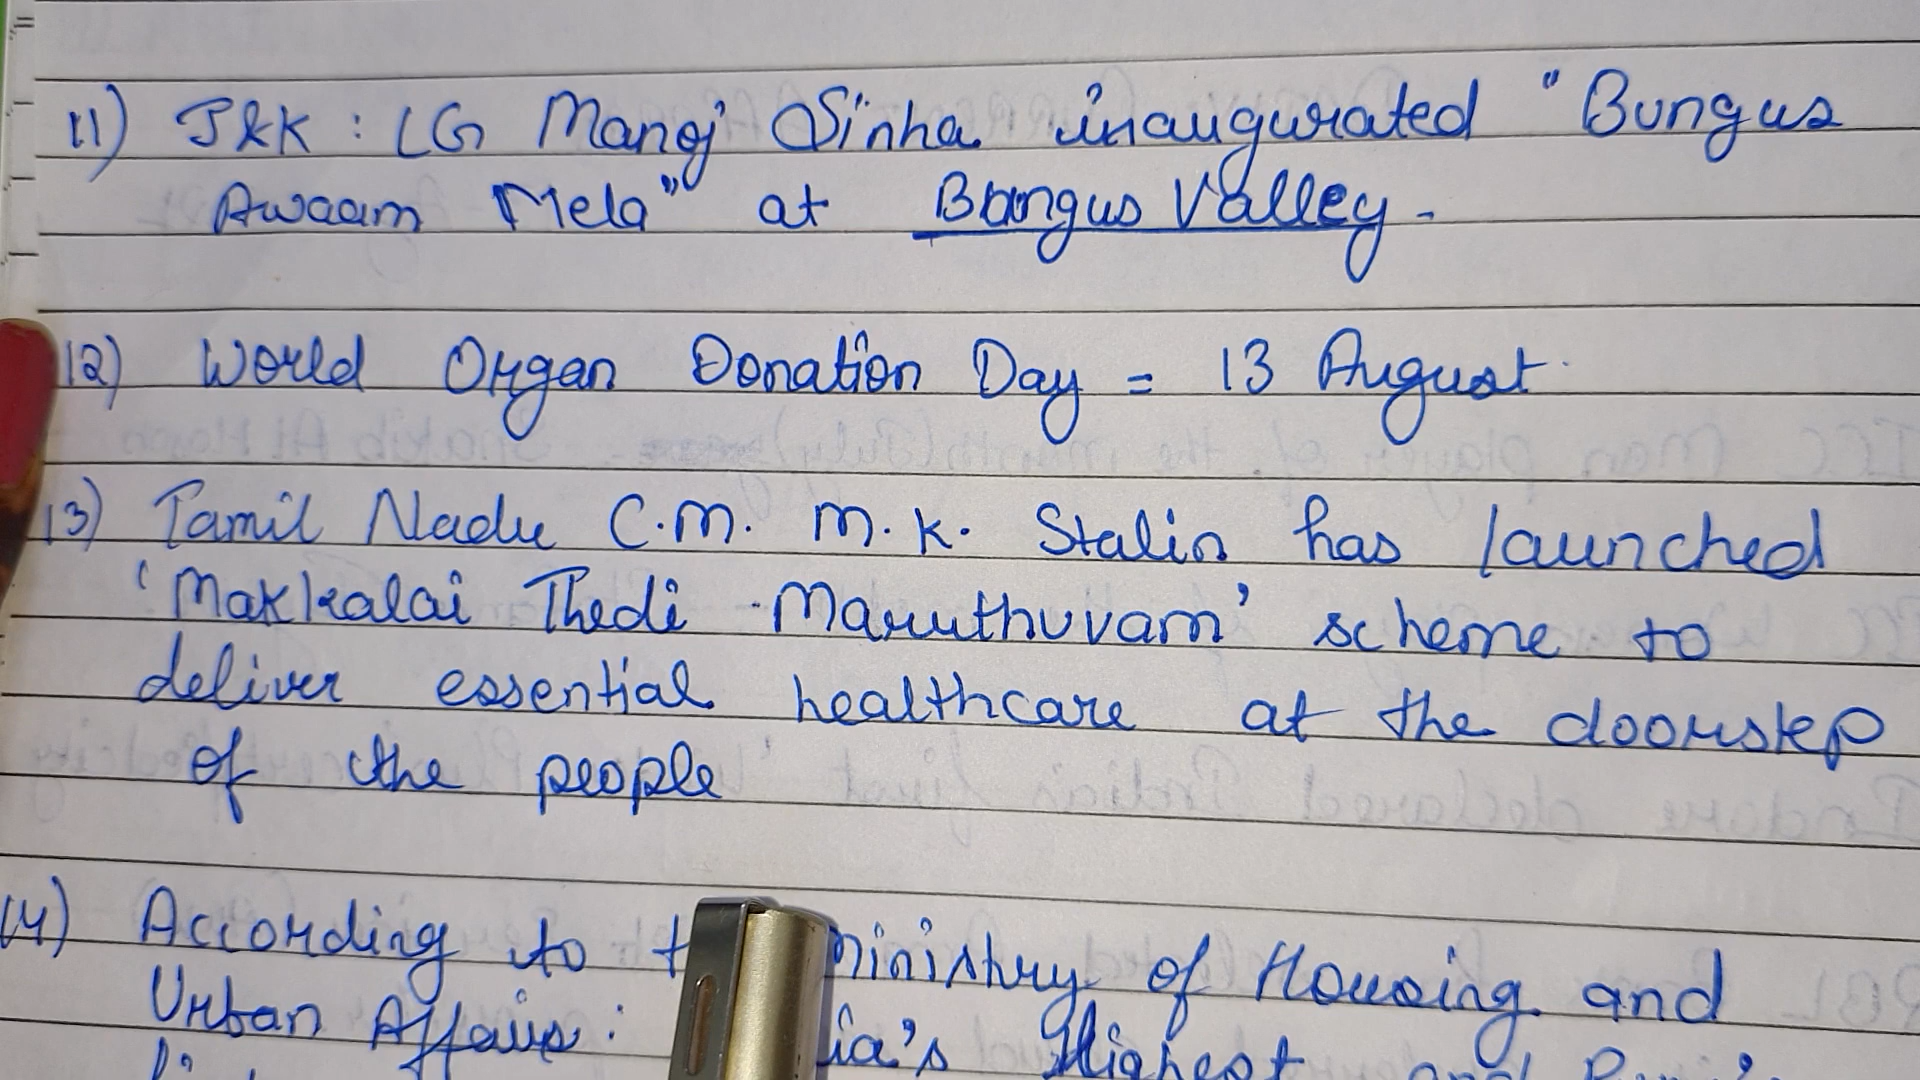 11) J&K : LG Manoj Sinha inaugurated "Bungus
Awaam Mela" at Bangus Valley.
12) World Organ Donation Day = 13 August.
13) Tamil Nadu C.M. M.K. Stalin has launched
'Makkalai Thedi Maruthuvam' scheme to
deliver essential healthcare at the doorstep
of the people
14) According to ministry of Housing and
Urban Affairs: Highest and